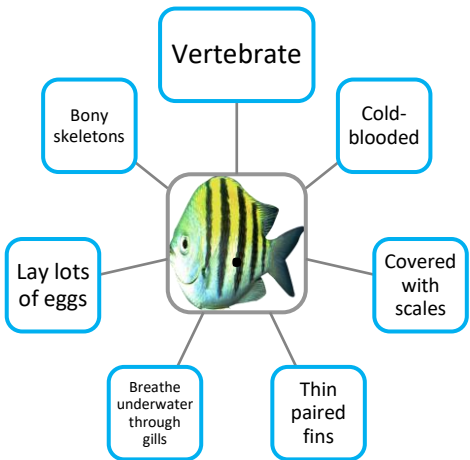 Vertebrate
Cold-
blooded
Covered
with
scales
Thin
paired
fins
Breathe
underwater
through
gills
Lay lots
of eggs
Bony
skeletons